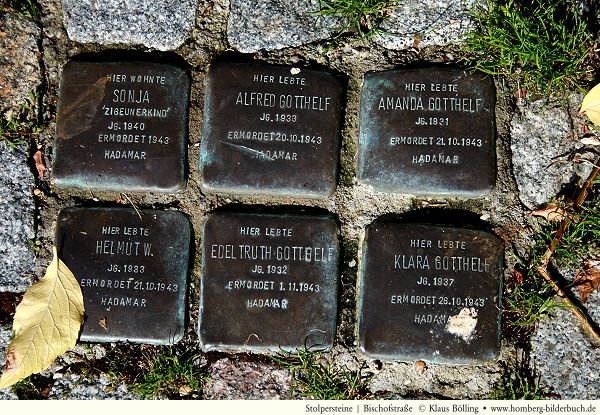 HIER WOHNTE
SONJA
'ZIGEUNERKIND'
JG. 1940
ERMORDET 1943
HADAMAR
HIER LEBTE
ALFRED GOTTHELF
JG. 1933
ERMORDET 20.10.1943
HADAMAR
HIER LEBTE
AMANDA GOTTHELF
JG. 1931
ERMORDET 21.10.1943
HADAMAR
HIER LEBTE
HELMUT W.
JG. 1933
ERMORDET 21.10.1943
HADAMAR
HIER LEBTE
EDELTRUTH GOTTHELF
JG. 1932
ERMORDET 1.11.1943
HADAMAR
HIER LEBTE
KLARA GOTTHELF
JG. 1937
ERMORDET 26.10.1943
HADAMAR
Stolpersteine | Bischofstraße © Klaus Bölling • www.homberg-bilderbuch.de